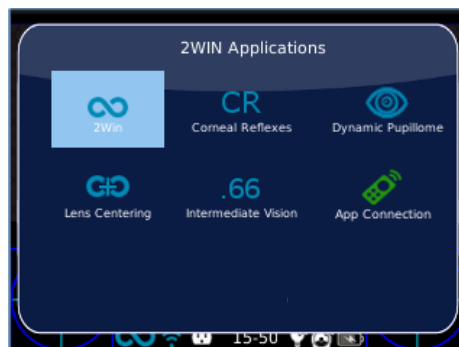 2WIN Applications
CR
2Win
Corneal Reflexes
Dynamic Pupillome
.66
Lens Centering
Intermediate Vision
App Connection
15-50